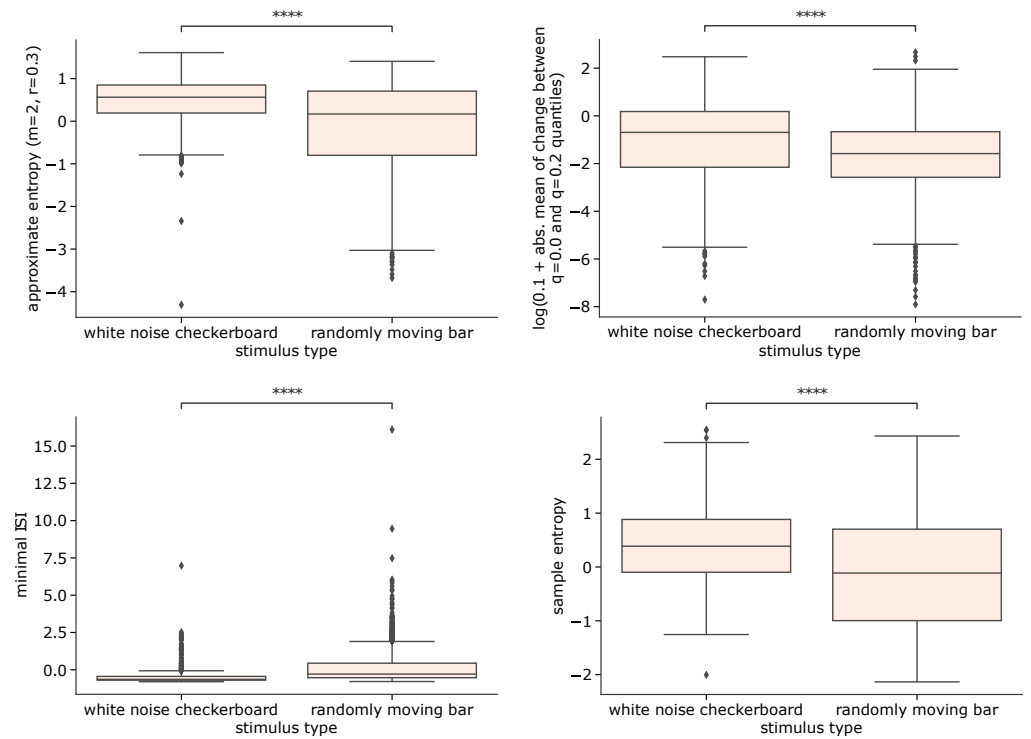 ****
approximate entropy (m=2, r=0.3)
1
0
−1
−2
−3
−4
white noise checkerboard
randomly moving bar
stimulus type
****
log(0.1 + abs. mean of change between
q=0.0 and q=0.2 quantiles)
2
0
−2
−4
−6
−8
white noise checkerboard
randomly moving bar
stimulus type
****
minimal ISI
15.0
12.5
10.0
7.5
5.0
2.5
0.0
white noise checkerboard
randomly moving bar
stimulus type
****
sample entropy
2
1
0
−1
−2
white noise checkerboard
randomly moving bar
stimulus type